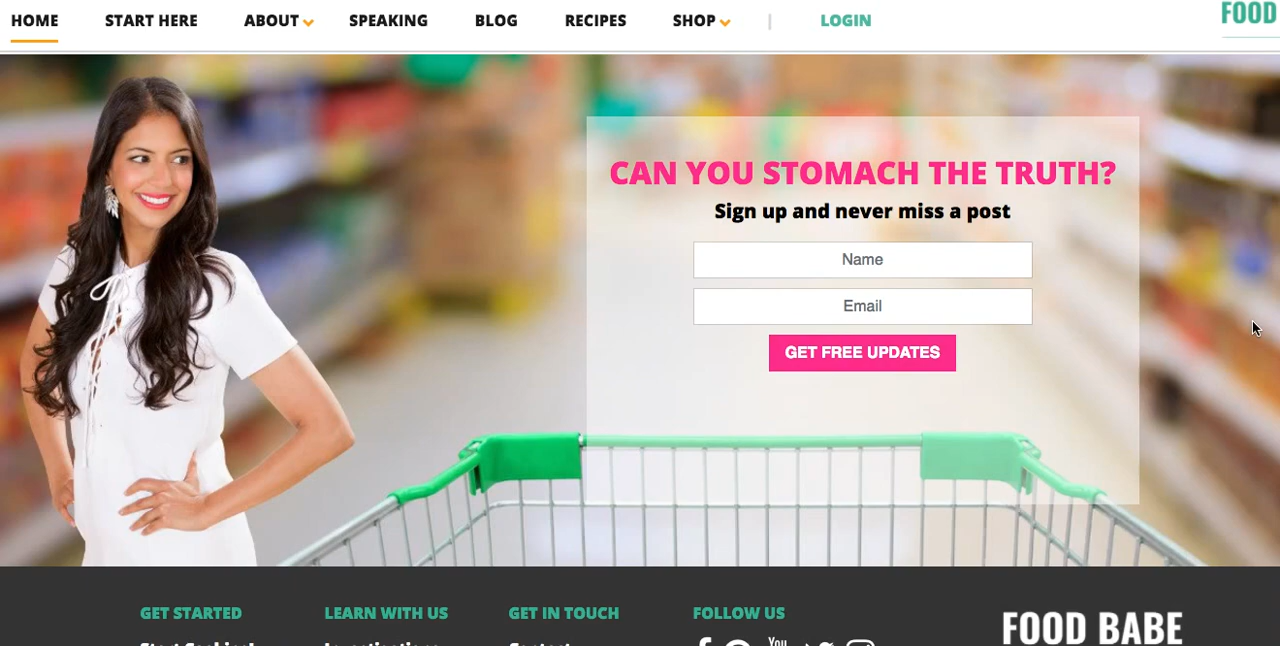 HOME START HERE ABOUT SPEAKING BLOG RECIPES SHOP | LOGIN
FOOD
CAN YOU STOMACH THE TRUTH?
Sign up and never miss a post
Name
Email
GET FREE UPDATES
GET STARTED LEARN WITH US GET IN TOUCH FOLLOW US
FOOD BABE
You